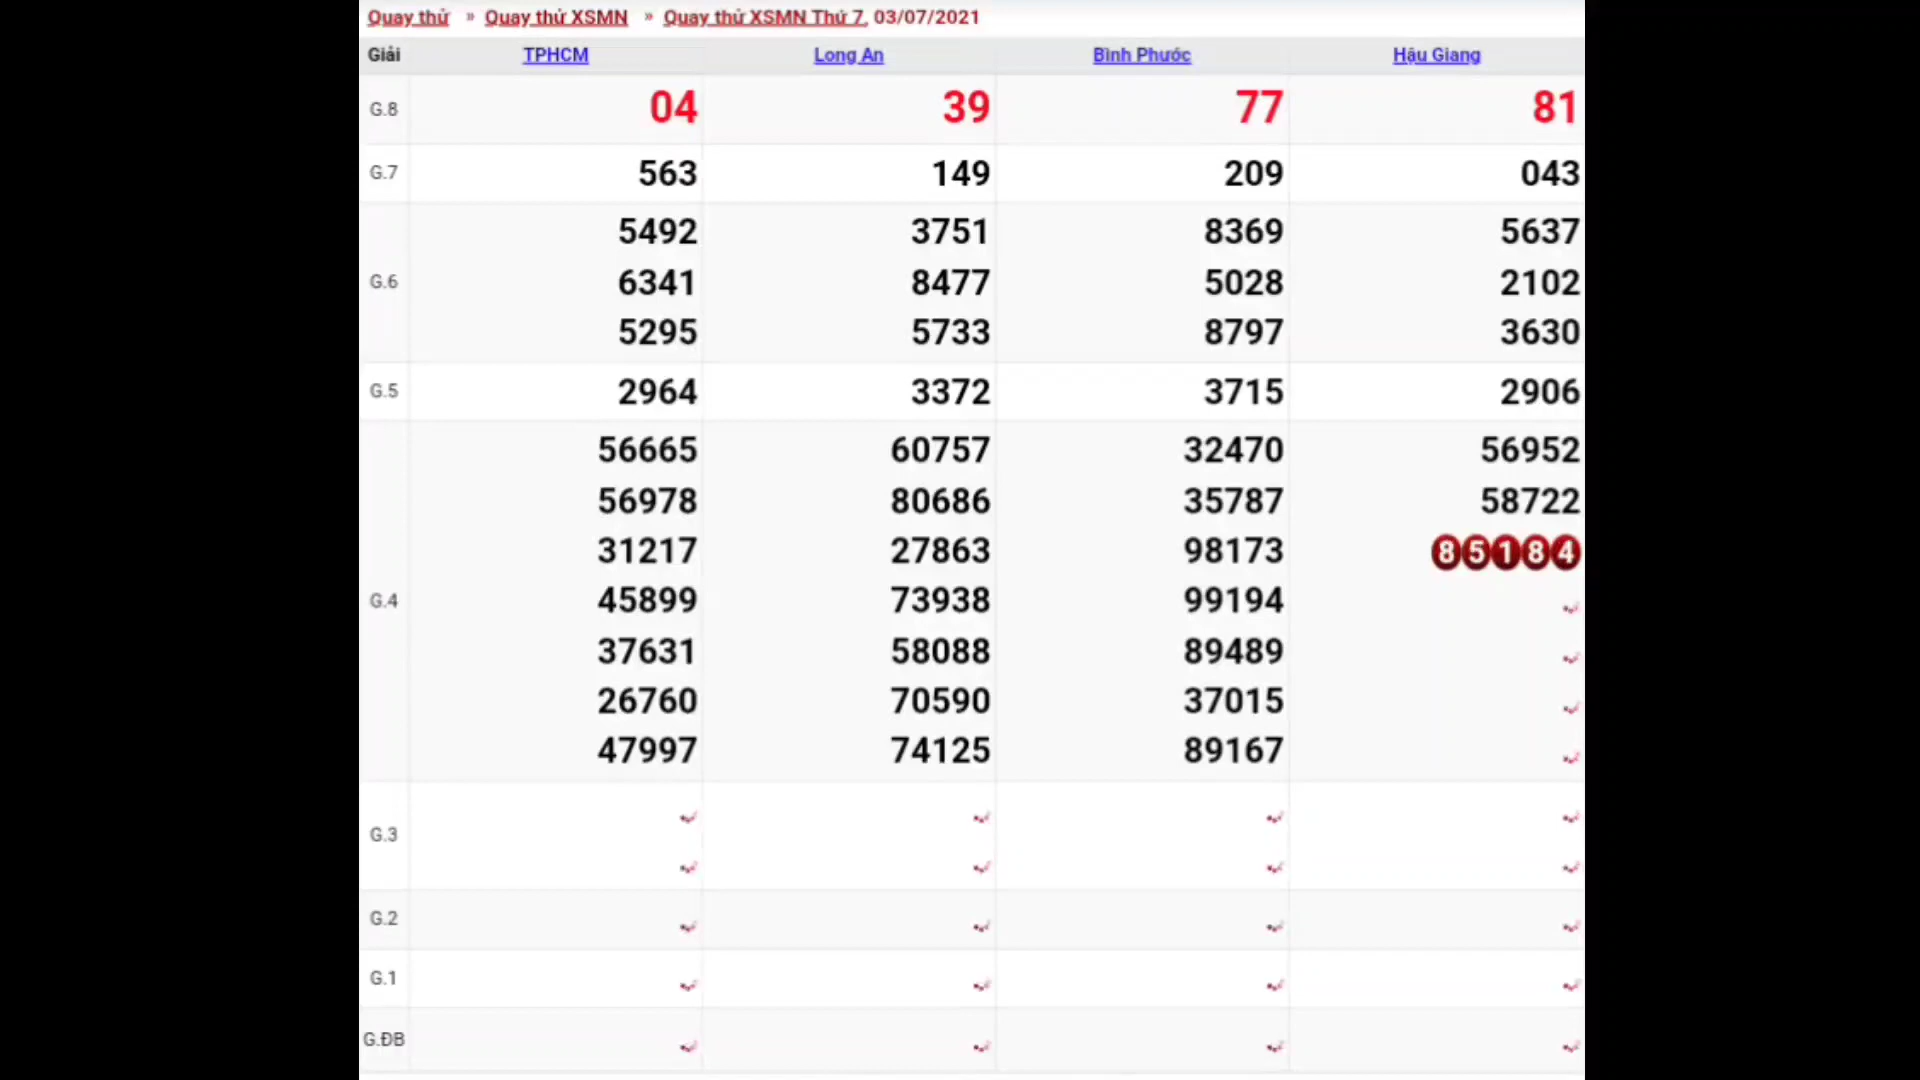 Quay thử » Quay thử XSMN » Quay thử XSMN Thứ 7, 03/07/2021
Giải TPHCM Long An Bình Phước Hậu Giang
G.8 04 39 77 81
G.7 563 149 209 043
5492 3751 8369 5637
G.6 6341 8477 5028 2102
5295 5733 8797 3630
G.5 2964 3372 3715 2906
56665 60757 32470 56952
56978 80686 35787 58722
31217 27863 98173 85184
G.4 45899 73938 99194
37631 58088 89489
26760 70590 37015
47997 74125 89167
G.3
G.2
G.1
G.ĐB